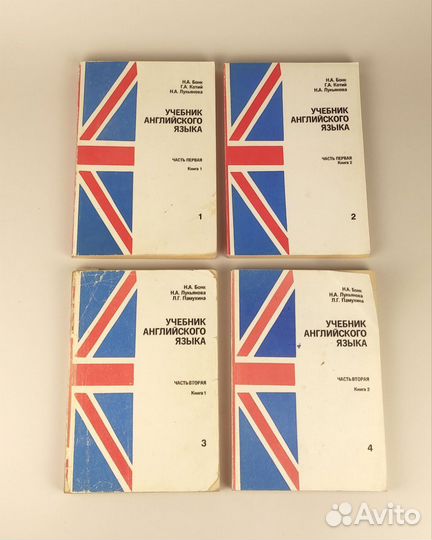 Н.А. Бонк
Г.А. Котий
Н.А. Лукьянова
УЧЕБНИК
АНГЛИЙСКОГО
ЯЗЫКА
ЧАСТЬ ПЕРВАЯ
Книга 1
1
Н.А. Бонк
Г.А. Котий
Н.А. Лукьянова
УЧЕБНИК
АНГЛИЙСКОГО
ЯЗЫКА
ЧАСТЬ ПЕРВАЯ
Книга 2
2
Н.А. Бонк
Н.А. Лукьянова
Л.Г. Памухина
УЧЕБНИК
АНГЛИЙСКОГО
ЯЗЫКА
ЧАСТЬ ВТОРАЯ
Книга 1
3
Н.А. Бонк
Н.А. Лукьянова
Л.Г. Памухина
УЧЕБНИК
АНГЛИЙСКОГО
ЯЗЫКА
ЧАСТЬ ВТОРАЯ
Книга 2
4
Avito